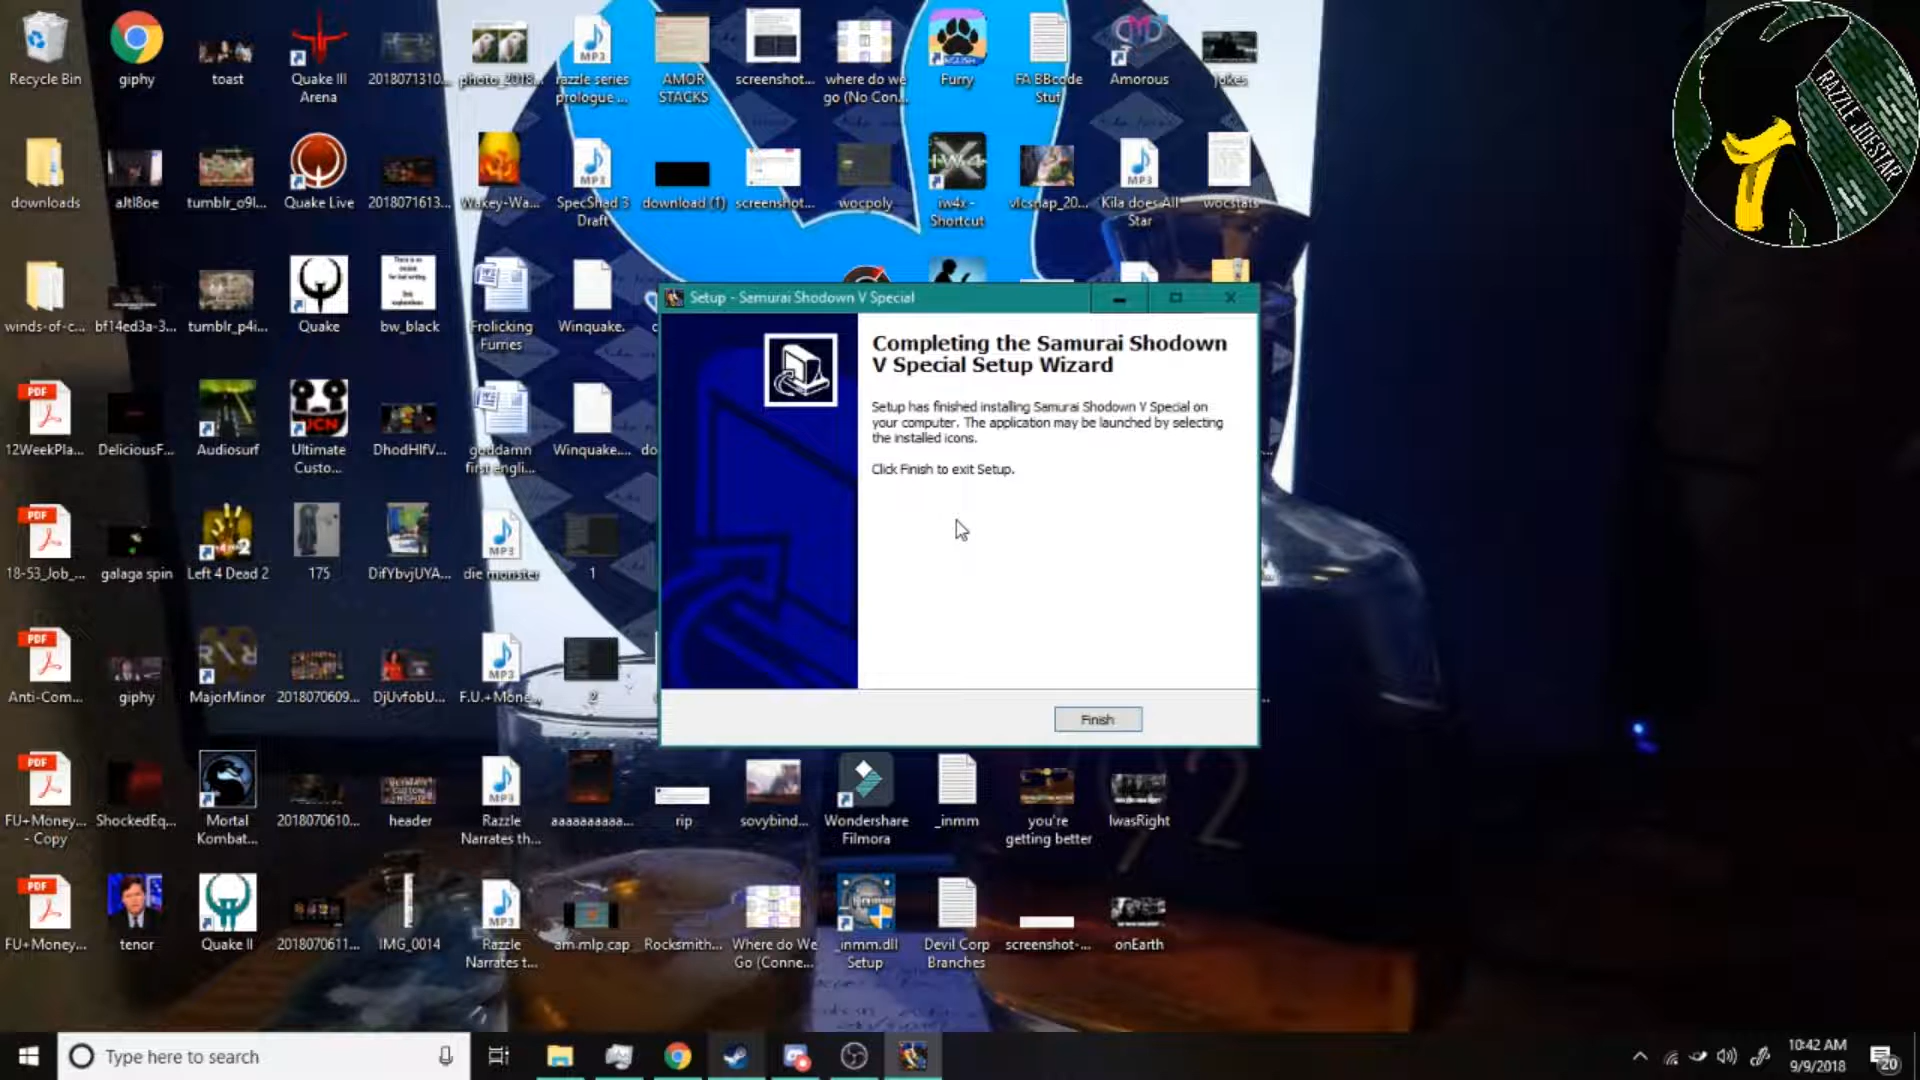 Recycle Bin
giphy
toast
Quake III
Arena
2018071310...
photo_2018...
razzle series
prologue ...
AMOR
STACKS
screenshot...
where do we
go (No Con...
Furry
FA BBcode
Stuf
Amorous
jokes
RAZZLE JOESTAR
downloads
aJtI8oe
tumblr_o9l...
Quake Live
2018071613...
Wakey-Wa...
SpecShad 3
Draft
download (1)
screenshot...
wocpoly
iw4x -
Shortcut
vlcsnap_20...
Kila does All
Star
wocstats
winds-of-c...
bf14ed3a-3...
tumblr_p4i...
Quake
bw_black
Frolicking
Furries
Winquake.
Setup - Samurai Shodown V Special
Completing the Samurai Shodown
V Special Setup Wizard
Setup has finished installing Samurai Shodown V Special on
your computer. The application may be launched by selecting
the installed icons.
Click Finish to exit Setup.
Finish
12WeekPla...
DeliciousF...
Audiosurf
Ultimate
Custo...
DhodHlfV...
goddamn
first engli...
Winquake....
18-53_Job_...
galaga spin
Left 4 Dead 2
175
DifYbvjUYA...
die monster
1
Anti-Com...
giphy
MajorMinor
2018070609...
DjUvfobU...
F.U.+Mone...
2
FU+Money...
- Copy
ShockedEq...
Mortal
Kombat...
2018070610...
header
Razzle
Narrates th...
aaaaaaaaaa...
rip
sovybind...
Wondershare
Filmora
_inmm
you're
getting better
IwasRight
FU+Money...
tenor
Quake II
2018070611...
IMG_0014
Razzle
Narrates t...
am.mlp cap
Rocksmith...
Where do We
Go (Conne...
_inmm.dll
Setup
Devil Corp
Branches
screenshot-...
onEarth
Type here to search
10:42 AM
9/9/2018
20